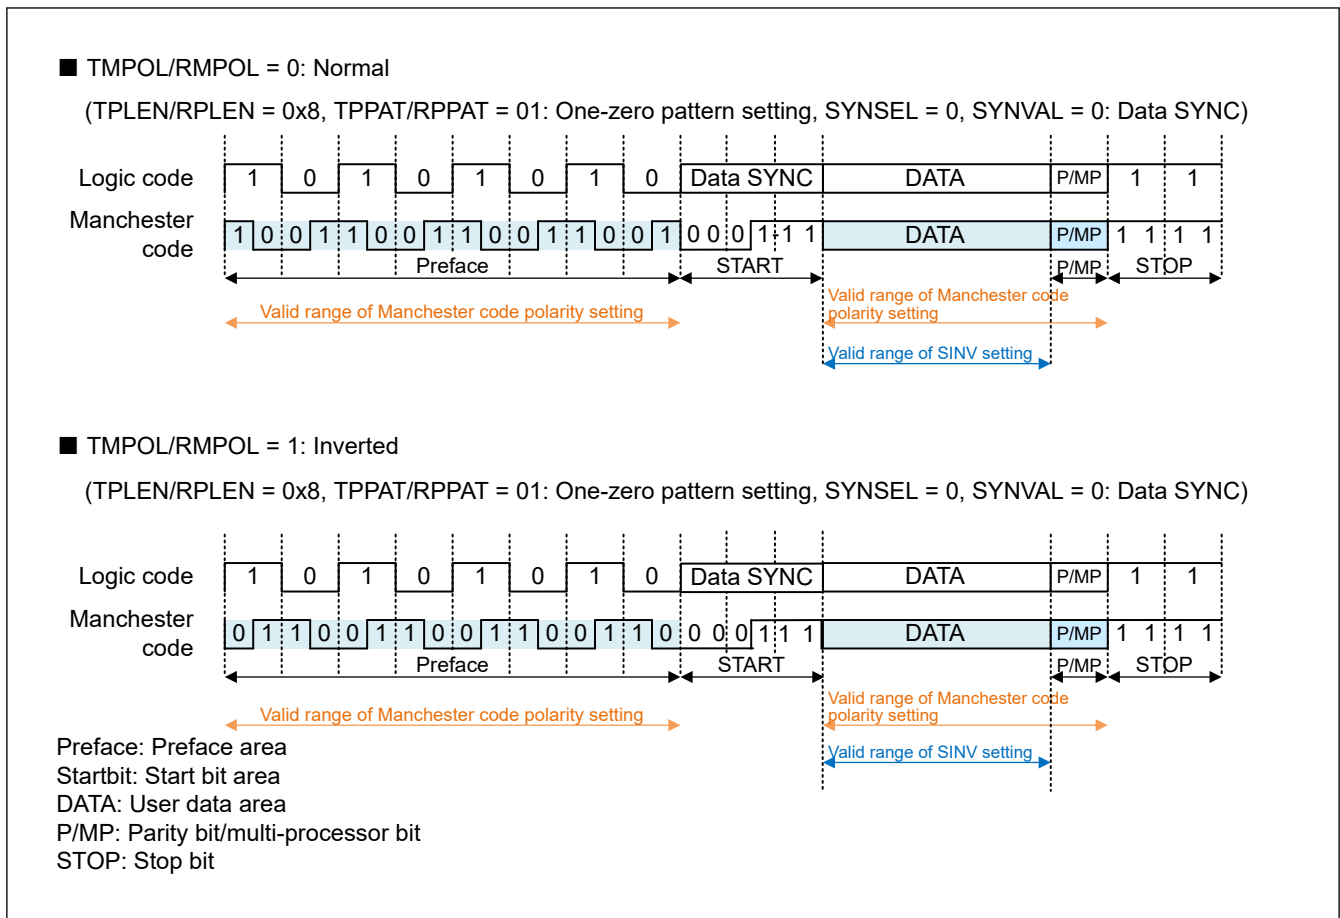 ■ TMPOL/RMPOL = 0: Normal
(TPLEN/RPLEN = 0x8, TPPAT/RPPAT = 01: One-zero pattern setting, SYNSEL = 0, SYNVAL = 0: Data SYNC)
Logic code 1 0 1 0 1 0 1 0 Data SYNC DATA P/MP 1 1
Manchester code 1 0 0 1 1 0 0 1 1 0 0 1 1 0 0 1 0 0 0 1 1 1 DATA P/MP 1 1 1 1
Preface START P/MP STOP
Valid range of Manchester code polarity setting
Valid range of Manchester code
polarity setting
Valid range of SINV setting
■ TMPOL/RMPOL = 1: Inverted
(TPLEN/RPLEN = 0x8, TPPAT/RPPAT = 01: One-zero pattern setting, SYNSEL = 0, SYNVAL = 0: Data SYNC)
Logic code 1 0 1 0 1 0 1 0 Data SYNC DATA P/MP 1 1
Manchester code 0 1 1 0 0 1 1 0 0 1 1 0 0 1 1 0 0 0 0 1 1 1 DATA P/MP 1 1 1 1
Preface START P/MP STOP
Valid range of Manchester code polarity setting
Valid range of Manchester code
polarity setting
Valid range of SINV setting
Preface: Preface area
Startbit: Start bit area
DATA: User data area
P/MP: Parity bit/multi-processor bit
STOP: Stop bit